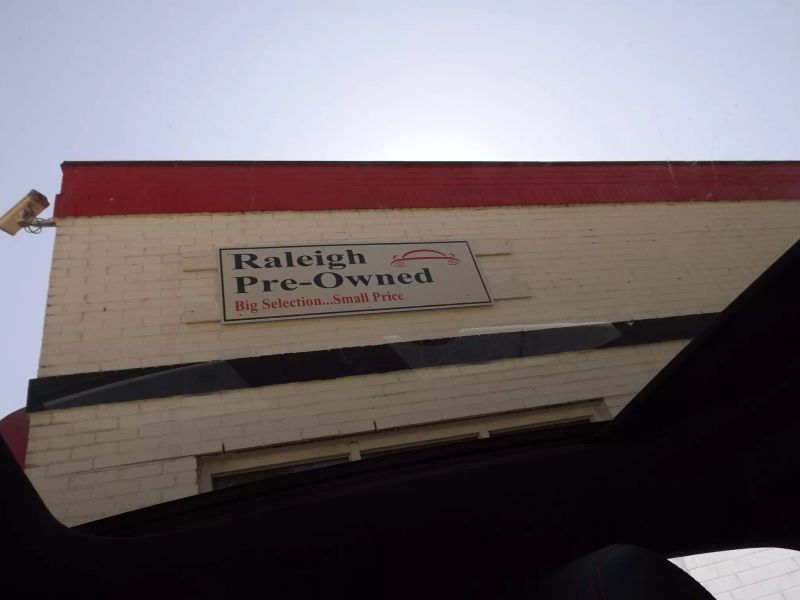 Raleigh
Pre-Owned
Big Selection...Small Price